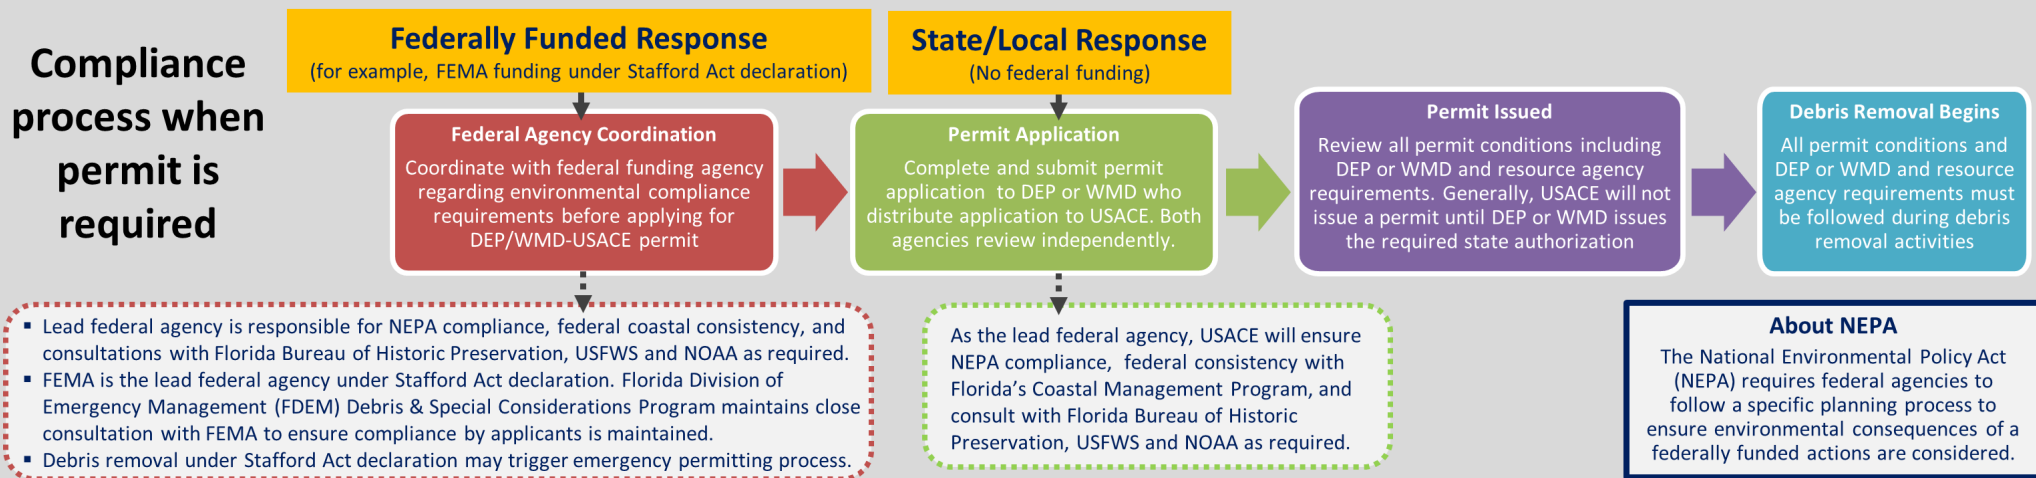 Compliance
process when
permit is
required
Federally Funded Response
(for example, FEMA funding under Stafford Act declaration)
State/Local Response
(No federal funding)
Federal Agency Coordination
Coordinate with federal funding agency
regarding environmental compliance
requirements before applying for
DEP/WMD-USACE permit
Permit Application
Complete and submit permit
application to DEP or WMD who
distribute application to USACE. Both
agencies review independently.
Permit Issued
Review all permit conditions including
DEP or WMD and resource agency
requirements. Generally, USACE will not
issue a permit until DEP or WMD issues
the required state authorization
Debris Removal Begins
All permit conditions and
DEP or WMD and resource
agency requirements must
be followed during debris
removal activities
▪ Lead federal agency is responsible for NEPA compliance, federal coastal consistency, and
consultations with Florida Bureau of Historic Preservation, USFWS and NOAA as required.
▪ FEMA is the lead federal agency under Stafford Act declaration. Florida Division of
Emergency Management (FDEM) Debris & Special Considerations Program maintains close
consultation with FEMA to ensure compliance by applicants is maintained.
▪ Debris removal under Stafford Act declaration may trigger emergency permitting process.
As the lead federal agency, USACE will ensure
NEPA compliance, federal consistency with
Florida's Coastal Management Program, and
consult with Florida Bureau of Historic
Preservation, USFWS and NOAA as required.
About NEPA
The National Environmental Policy Act
(NEPA) requires federal agencies to
follow a specific planning process to
ensure environmental consequences of a
federally funded actions are considered.